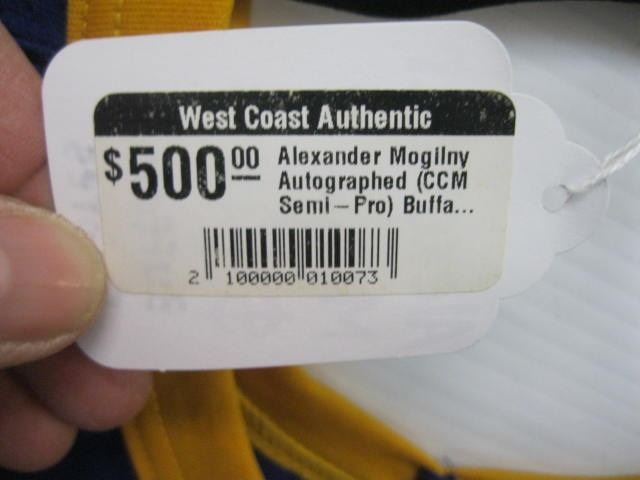 West Coast Authentic
$500.00
Alexander Mogilny
Autographed (CCM
Semi-Pro) Buffa...
2 100000 010073